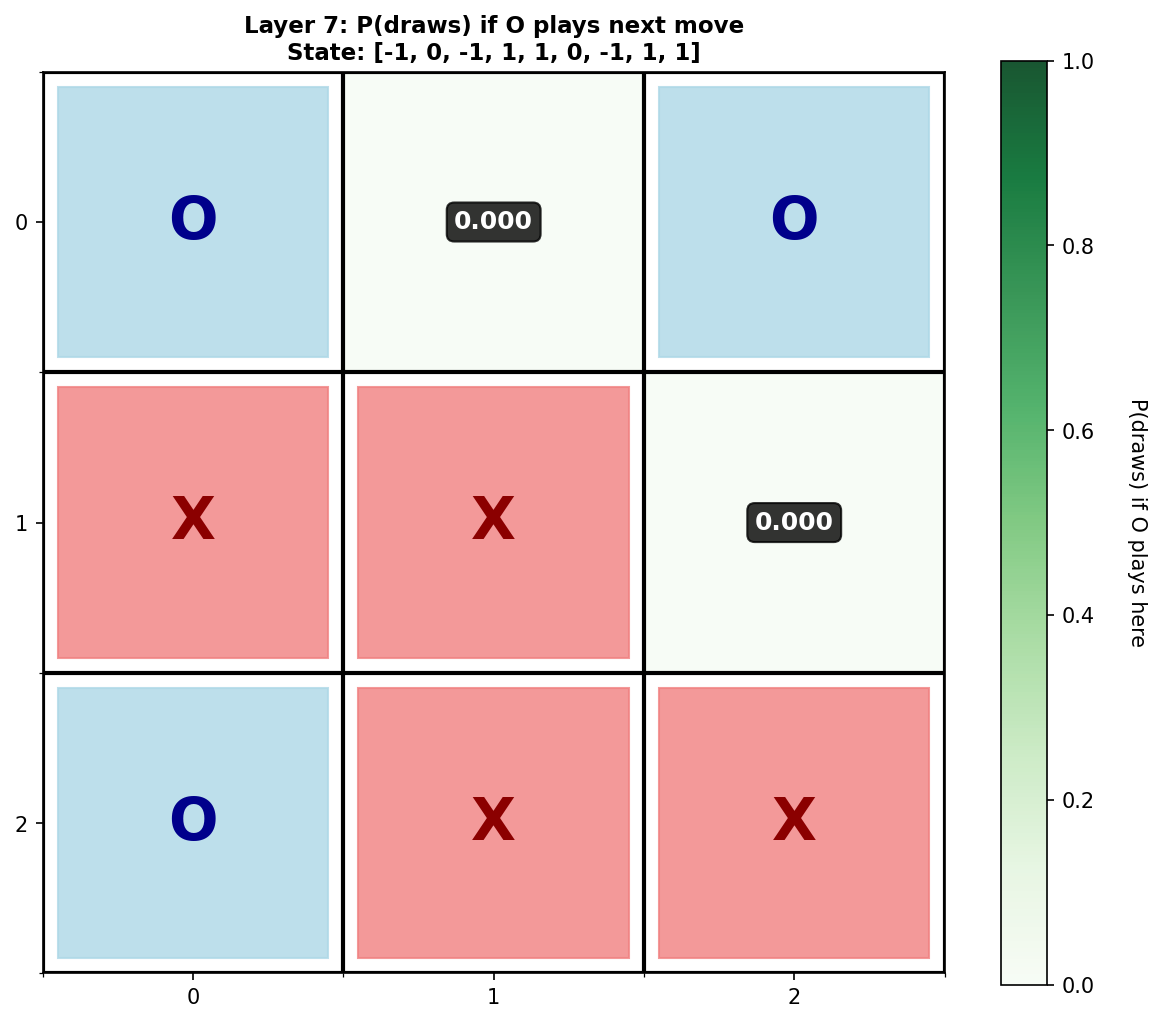 Layer 7: P(draws) if O plays next move
State: [-1, 0, -1, 1, 1, 0, -1, 1, 1]
O
0.000
O
X
X
0.000
O
X
X
0
1
2
0
1
2
1.0
0.8
0.6
0.4
0.2
0.0
P(draws) if O plays here